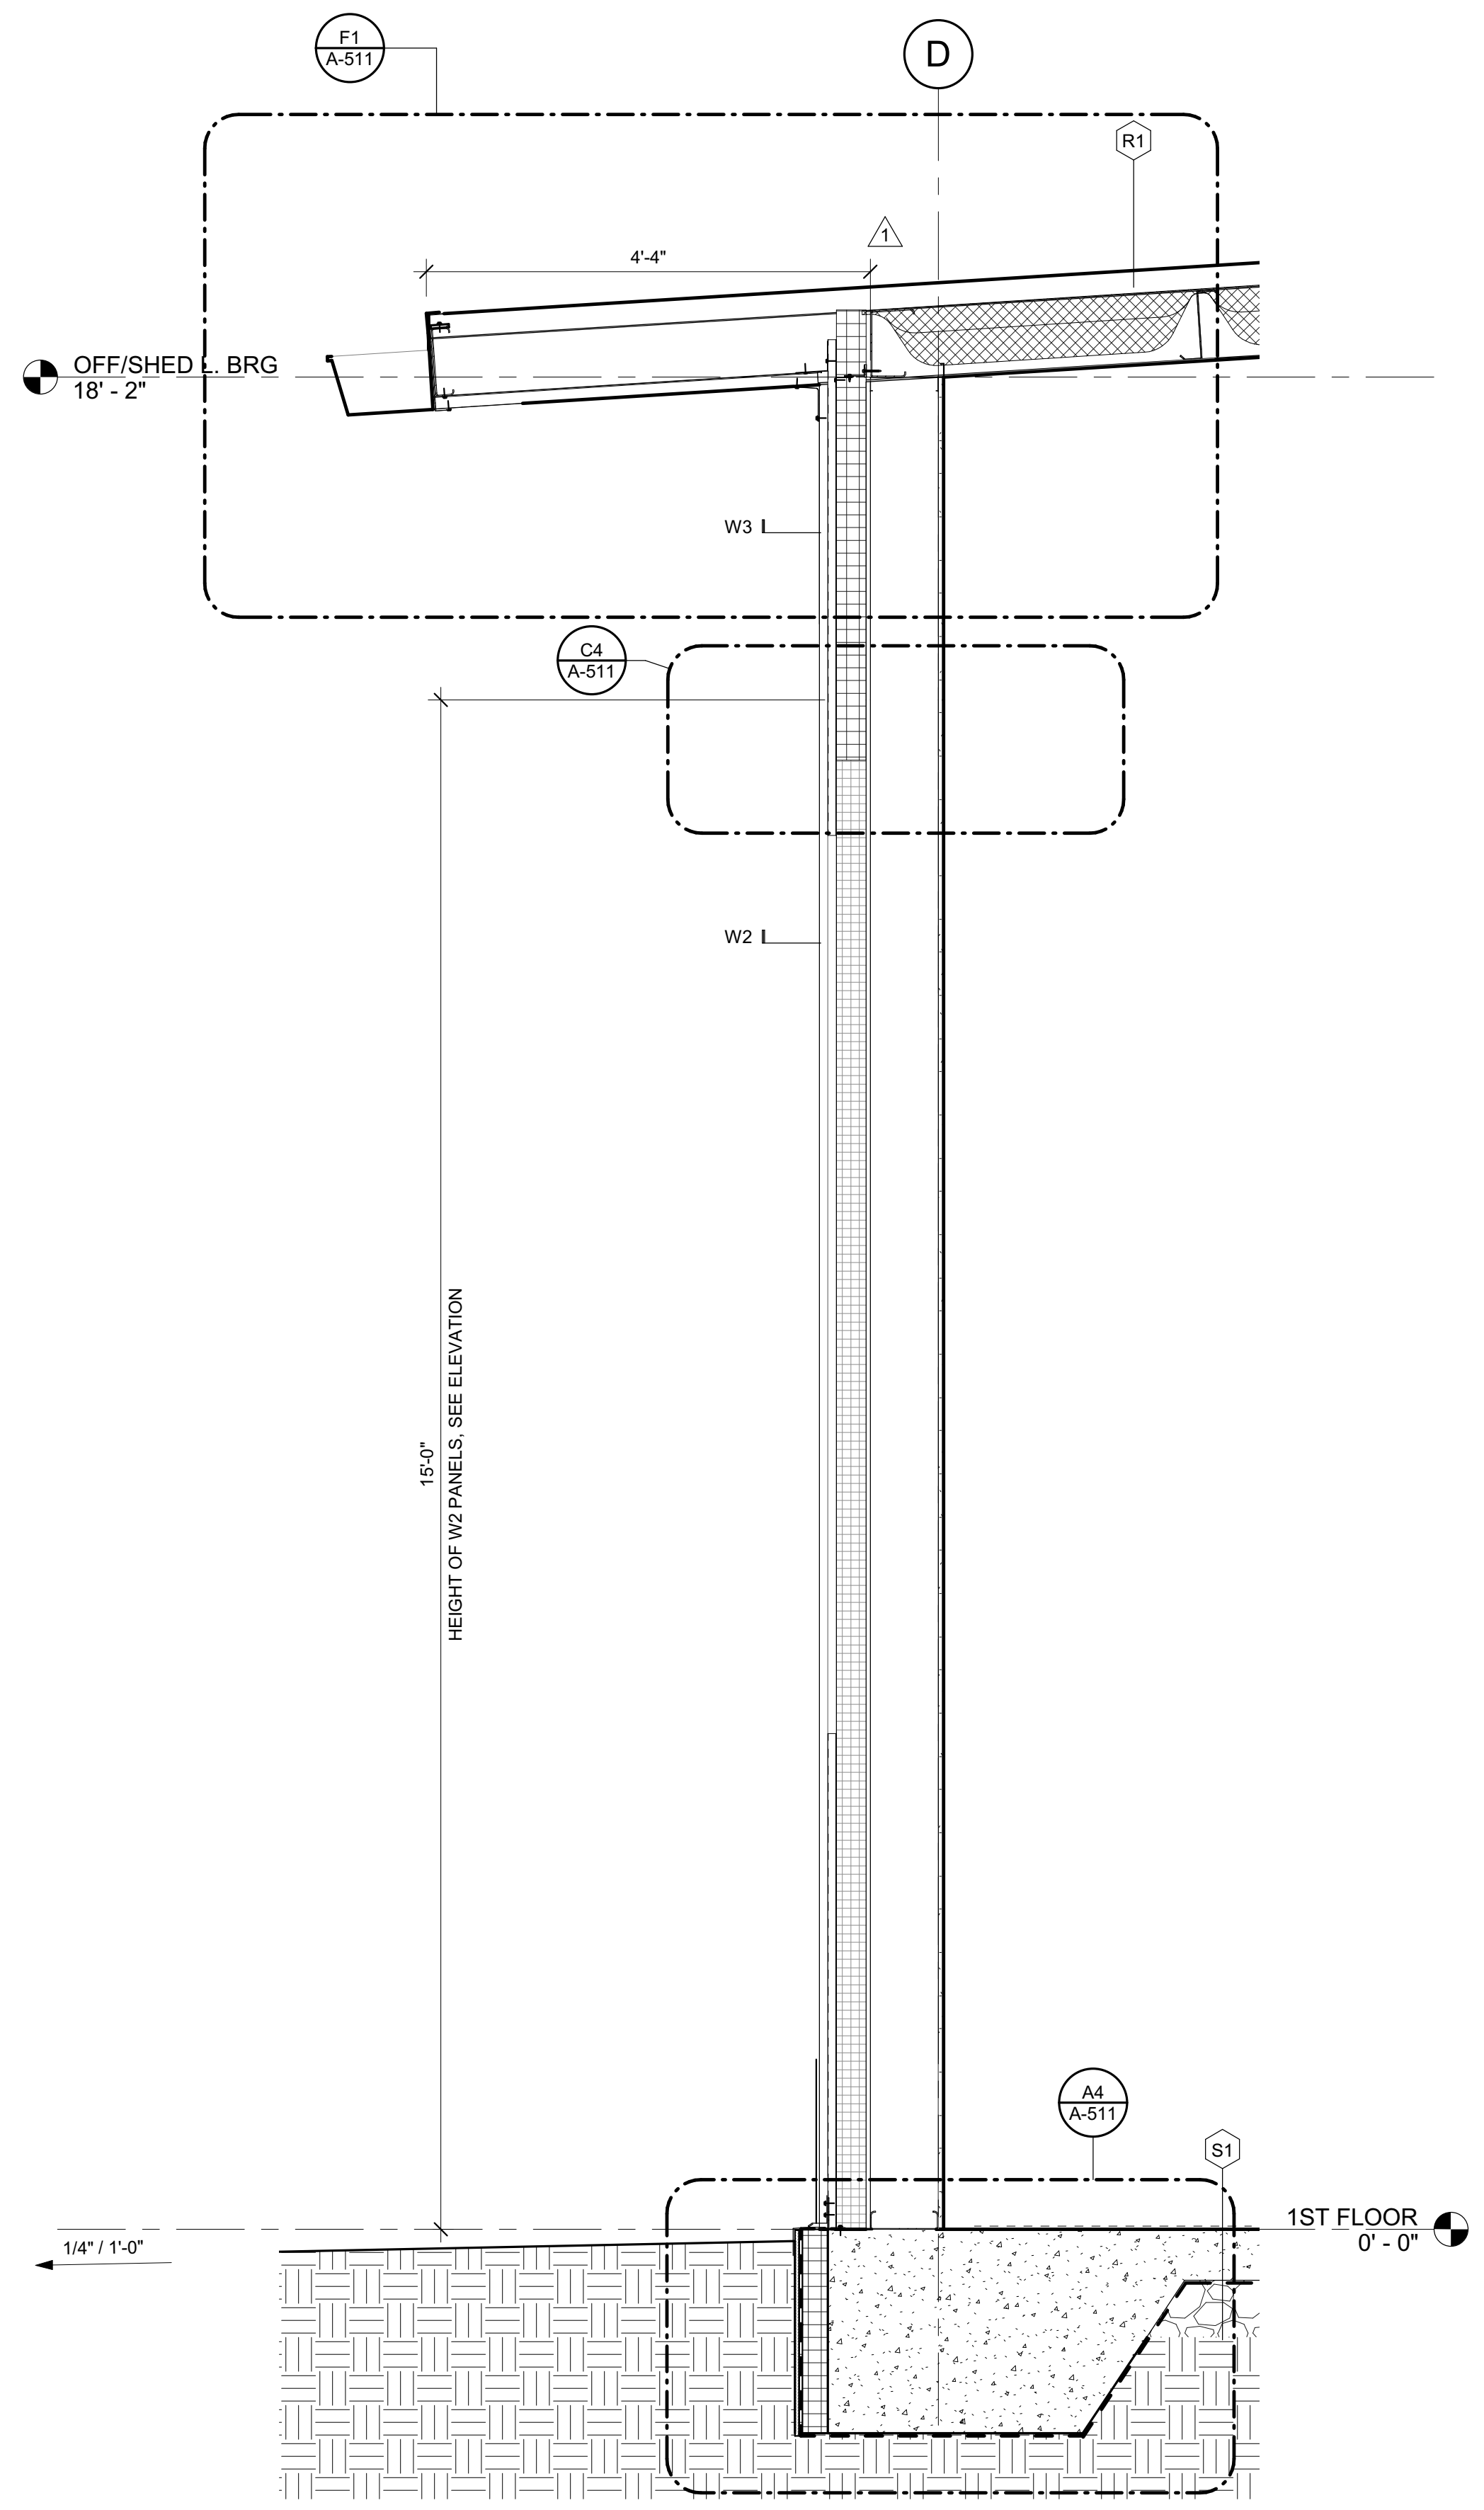 F1
A-511
D
R1
1
4'-4"
OFF/SHED L. BRG
18' - 2"
W3
C4
A-511
W2
15'-0"
HEIGHT OF W2 PANELS, SEE ELEVATION
A4
A-511
S1
1ST FLOOR
0' - 0"
1/4" / 1'-0"